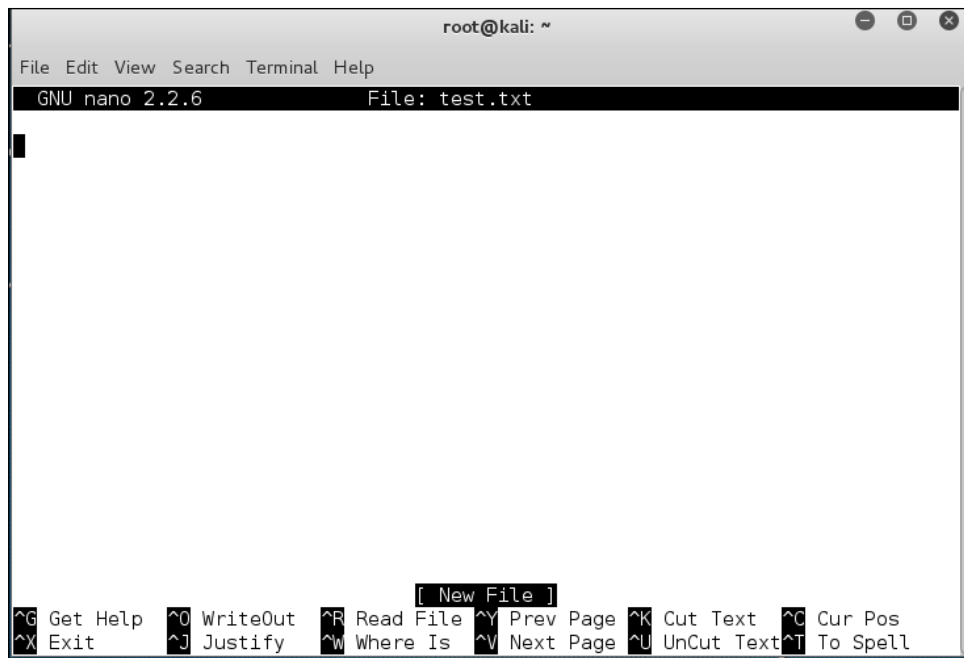 root@kali: ~
File Edit View Search Terminal Help
GNU nano 2.2.6 File: test.txt
[ New File ]
^G Get Help ^O WriteOut ^R Read File ^Y Prev Page ^K Cut Text ^C Cur Pos
^X Exit ^J Justify ^W Where Is ^V Next Page ^U UnCut Text^T To Spell